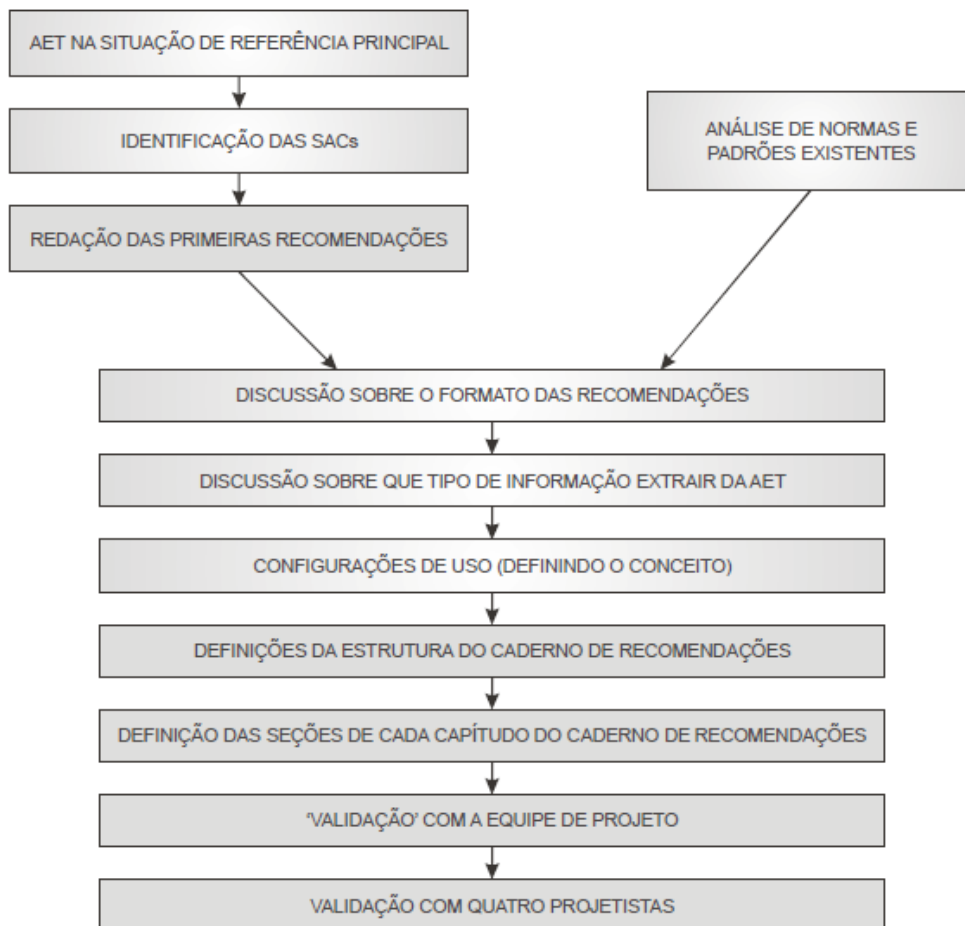 AET NA SITUAÇÃO DE REFERÊNCIA PRINCIPAL
IDENTIFICAÇÃO DAS SACs
REDAÇÃO DAS PRIMEIRAS RECOMENDAÇÕES
ANÁLISE DE NORMAS E
PADRÕES EXISTENTES
DISCUSSÃO SOBRE O FORMATO DAS RECOMENDAÇÕES
DISCUSSÃO SOBRE QUE TIPO DE INFORMAÇÃO EXTRAIR DA AET
CONFIGURAÇÕES DE USO (DEFININDO O CONCEITO)
DEFINIÇÕES DA ESTRUTURA DO CADERNO DE RECOMENDAÇÕES
DEFINIÇÃO DAS SEÇÕES DE CADA CAPÍTUDO DO CADERNO DE RECOMENDAÇÕES
'VALIDAÇÃO' COM A EQUIPE DE PROJETO
VALIDAÇÃO COM QUATRO PROJETISTAS